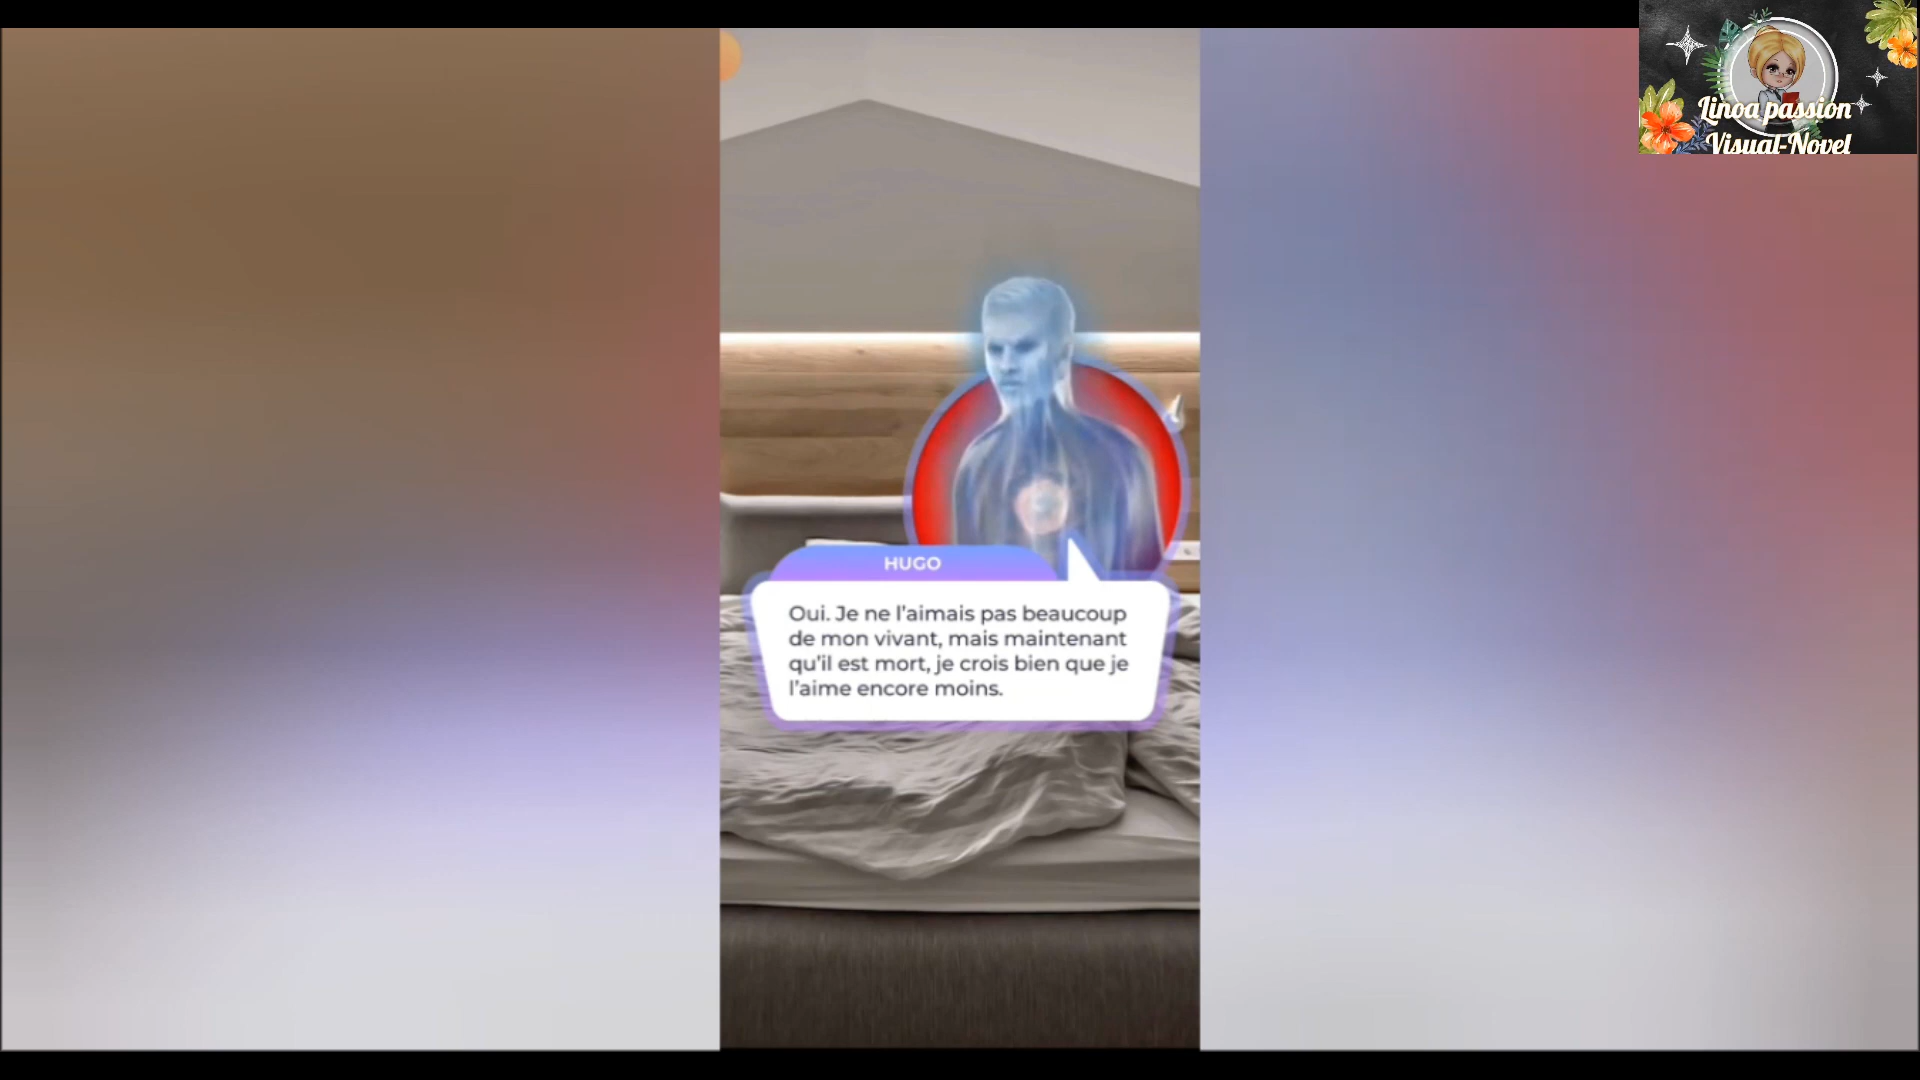 Linoa passion
Visual-Novel
HUGO
Oui. Je ne l'aimais pas beaucoup
de mon vivant, mais maintenant
qu'il est mort, je crois bien que je
l'aime encore moins.